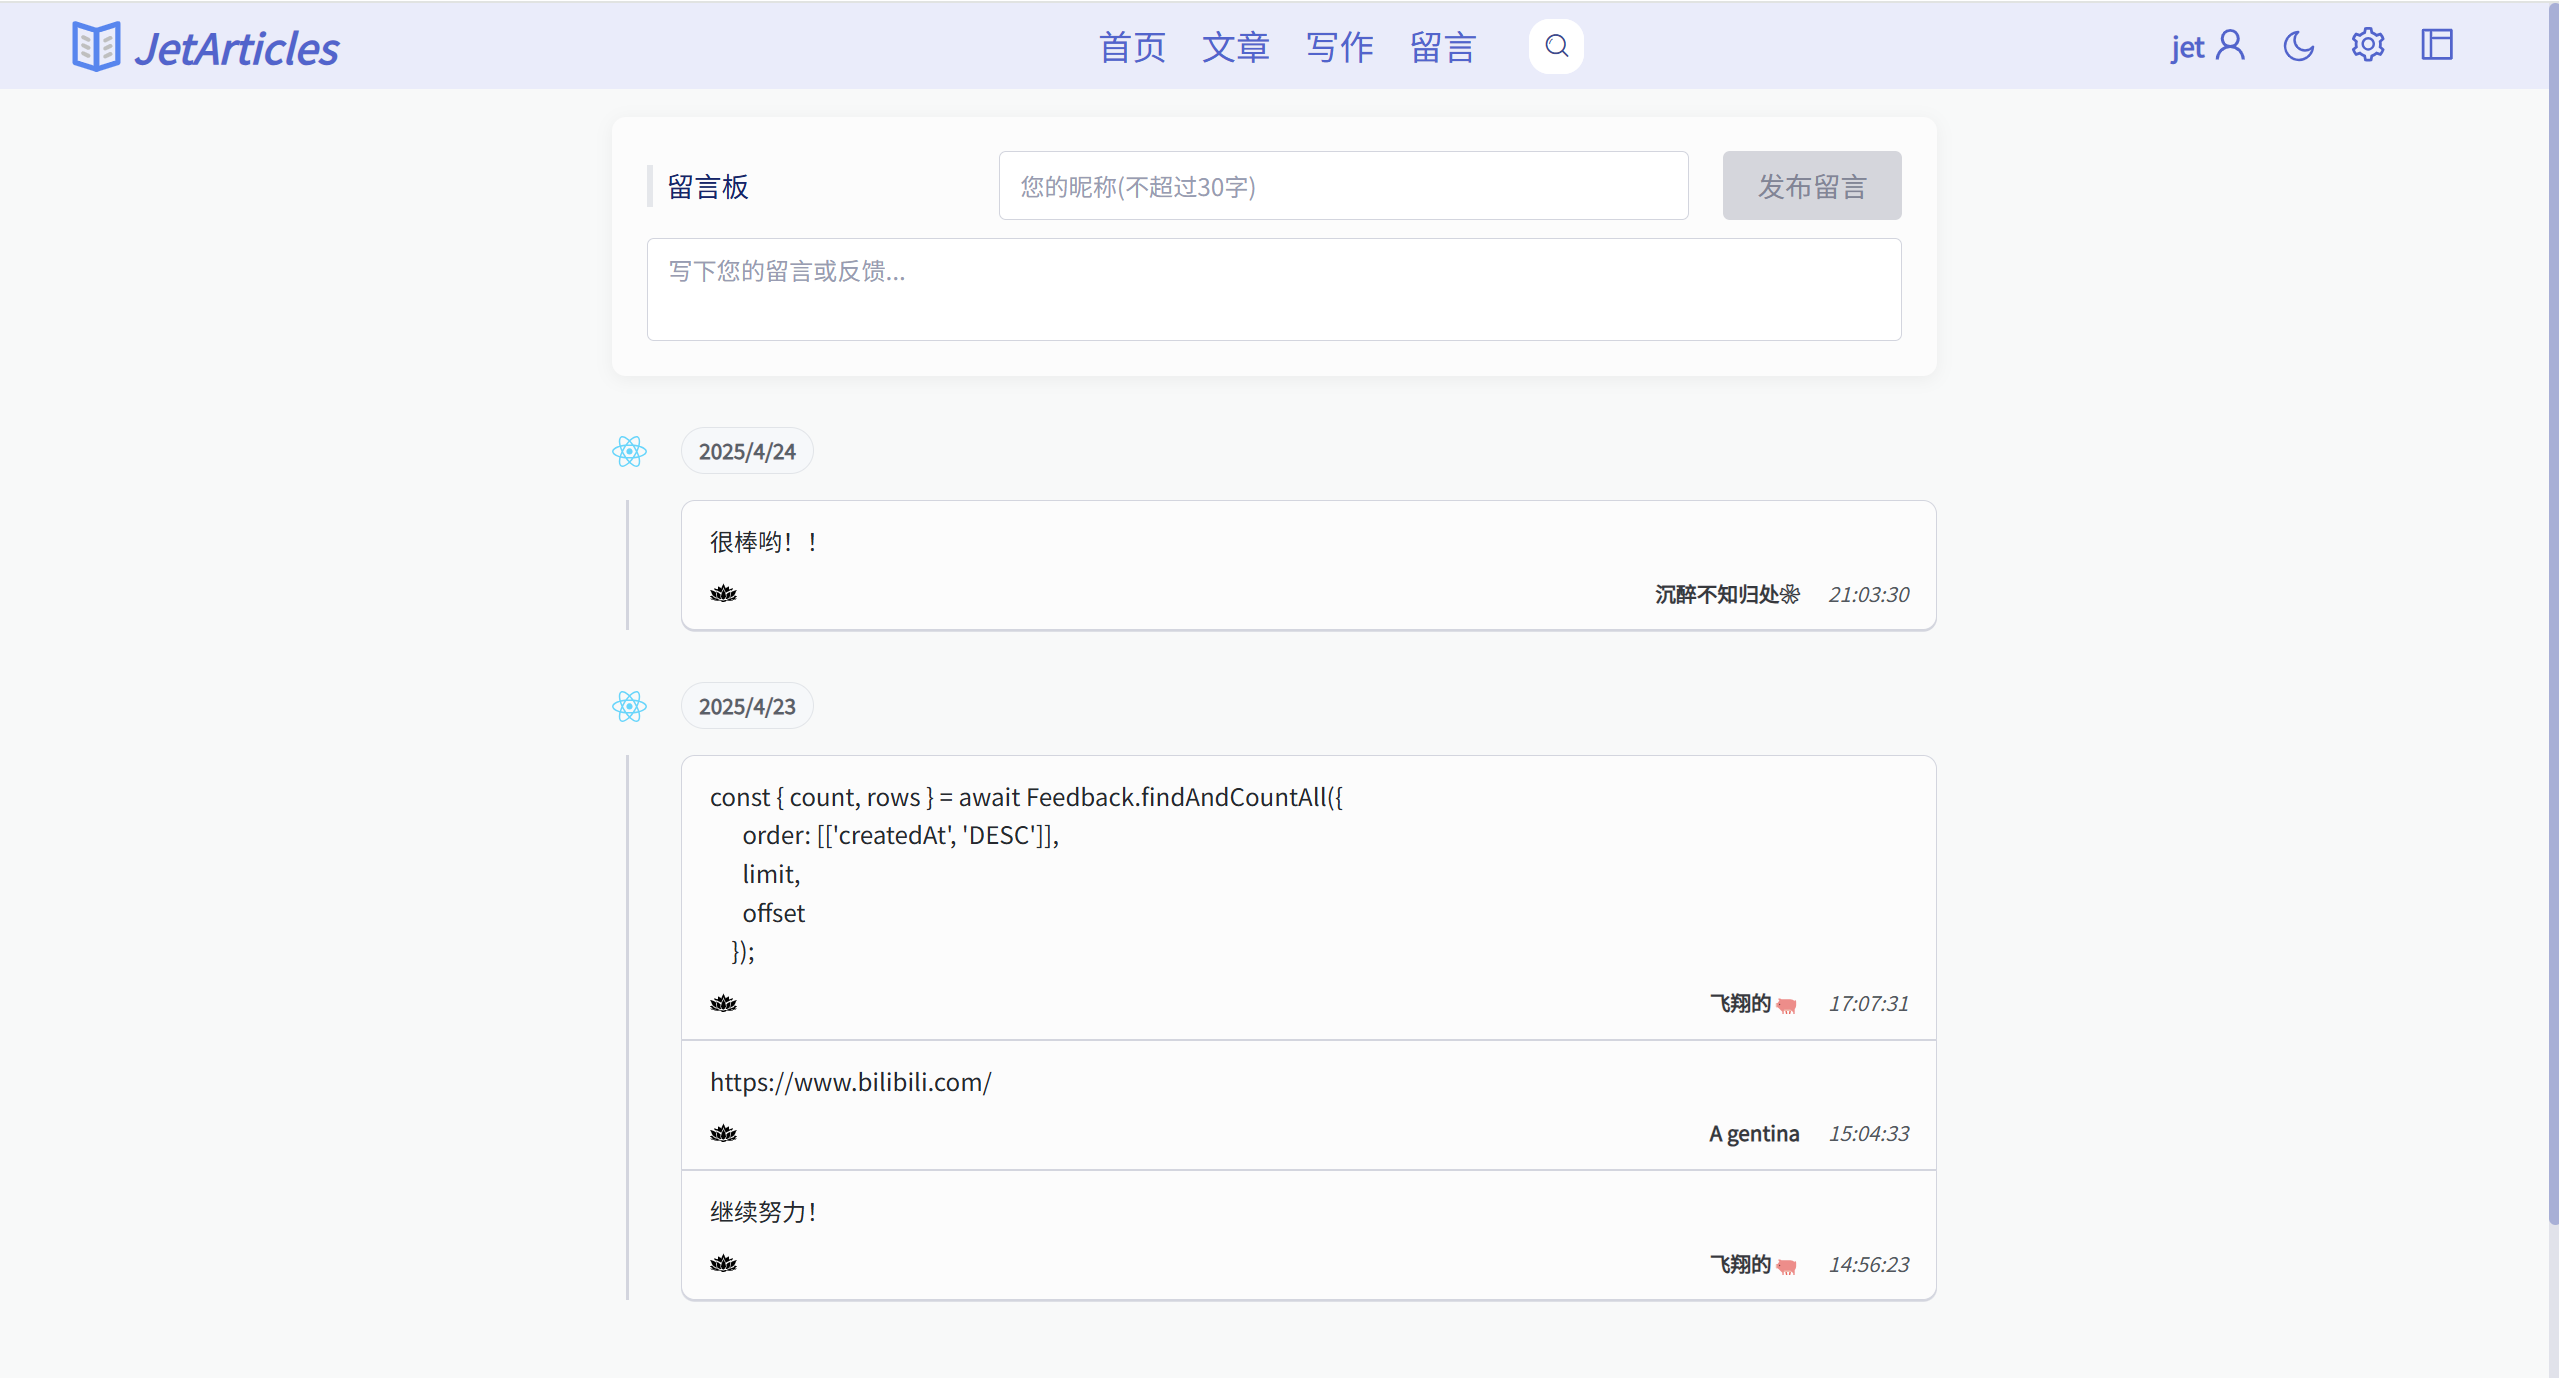 JetArticles
首页 文章 写作 留言
jet
留言板
您的昵称(不超过30字)
发布留言
写下您的留言或反馈...
2025/4/24
很棒哟！！
沉醉不知归处🏵 21:03:30
2025/4/23
const { count, rows } = await Feedback.findAndCountAll({
order: [['createdAt', 'DESC']],
limit,
offset
});
飞翔的🐖 17:07:31
https://www.bilibili.com/
A gentina 15:04:33
继续努力！
飞翔的🐖 14:56:23